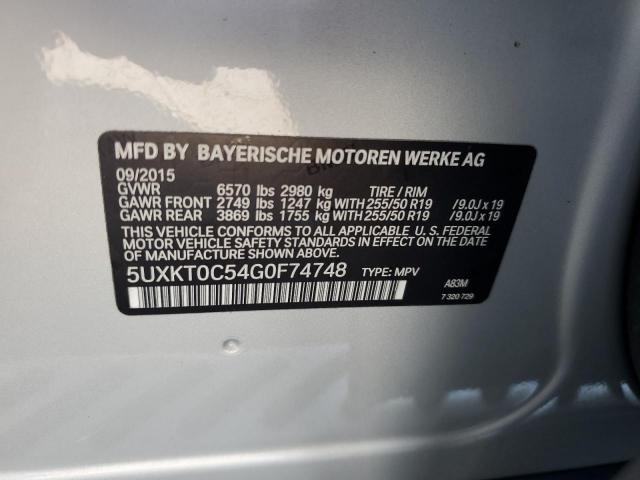 MFD BY BAYERISCHE MOTOREN WERKE AG
09/2015
GVWR 6570 lbs 2980 kg TIRE / RIM
GAWR FRONT 2749 lbs 1247 kg WITH 255/50 R19 /9.0J x 19
GAWR REAR 3869 lbs 1755 kg WITH 255/50 R19 /9.0J x 19
THIS VEHICLE CONFORMS TO ALL APPLICABLE U.S. FEDERAL
MOTOR VEHICLE SAFETY STANDARDS IN EFFECT ON THE DATE OF
MANUFACTURE SHOWN ABOVE.
5UXKT0C54G0F74748 TYPE: MPV
A83M
7 320 729